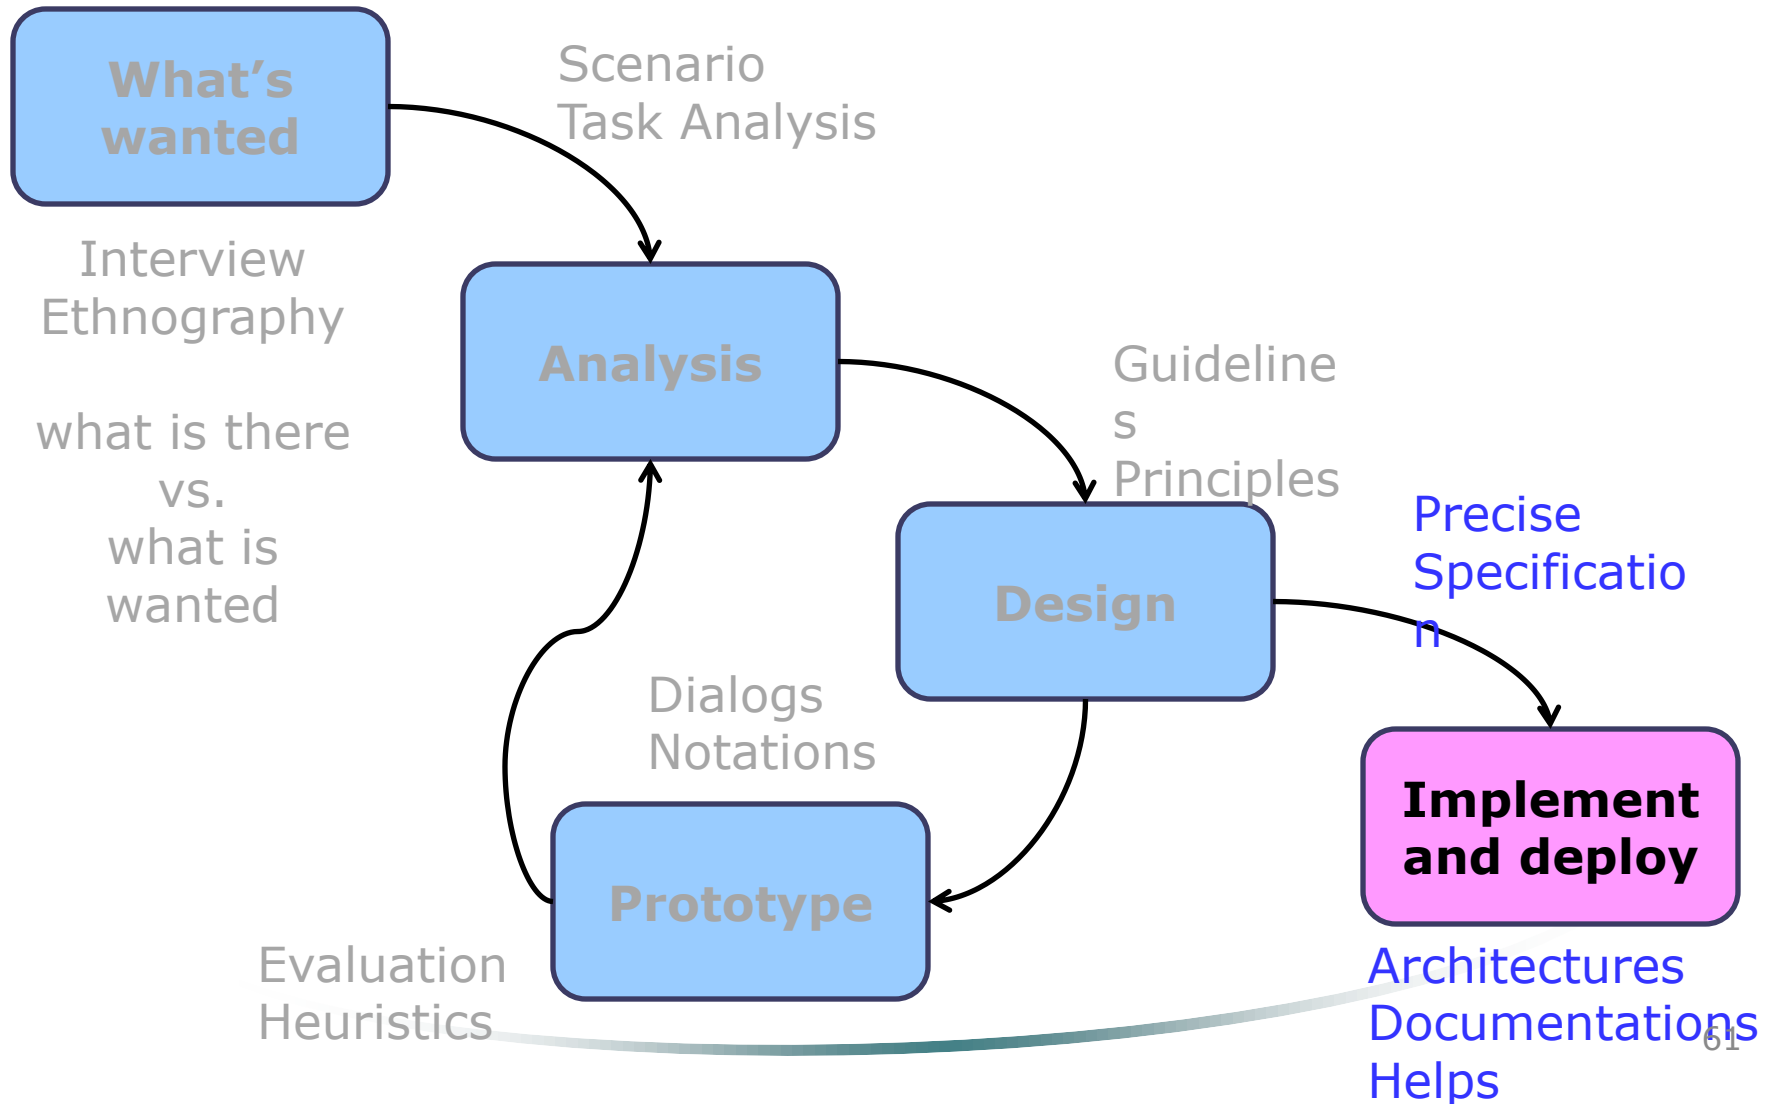 What’s
wanted
Scenario
Task Analysis
Interview
Ethnography
what is there
vs.
what is
wanted
Analysis
Guideline
s
Principles
Precise
Specificatio
n
Design
Dialogs
Notations
Implement
and deploy
Prototype
Evaluation
Heuristics
Architectures
Documentations
Helps
61